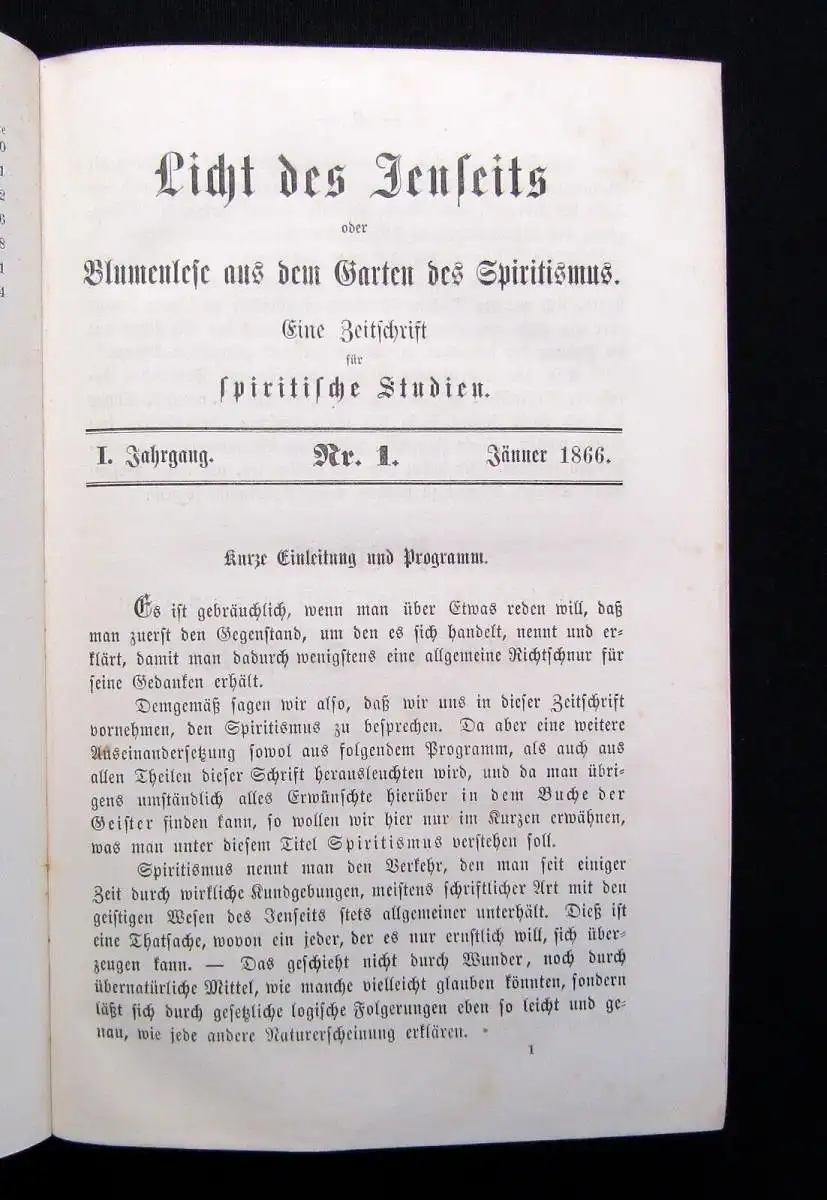 e
0
1
2
6
8
1
4
Licht des Jenseits
oder
Blumenlese aus dem Garten des Spiritismus.
Eine Zeitschrift
für
spiritische Studien.
I. Jahrgang. Nr. 1. Jänner 1866.
Kurze Einleitung und Programm.
Es ist gebräuchlich, wenn man über Etwas reden will, daß
man zuerst den Gegenstand, um den es sich handelt, nennt und er-
klärt, damit man dadurch wenigstens eine allgemeine Richtschnur für
seine Gedanken erhält.
Demgemäß sagen wir also, daß wir uns in dieser Zeitschrift
vornehmen, den Spiritismus zu besprechen. Da aber eine weitere
Auseinandersetzung sowol aus folgendem Programm, als auch aus
allen Theilen dieser Schrift herausleuchten wird, und da man übri-
gens umständlich alles Erwünschte hierüber in dem Buche der
Geister finden kann, so wollen wir hier nur im Kurzen erwähnen,
was man unter diesem Titel Spiritismus verstehen soll.
Spiritismus nennt man den Verkehr, den man seit einiger
Zeit durch wirkliche Kundgebungen, meistens schriftlicher Art mit den
geistigen Wesen des Jenseits stets allgemeiner unterhält. Dieß ist
eine Thatsache, wovon ein jeder, der es nur ernstlich will, sich über-
zeugen kann. — Das geschieht nicht durch Wunder, noch durch
übernatürliche Mittel, wie manche vielleicht glauben könnten, sondern
läßt sich durch gesetzliche logische Folgerungen eben so leicht und ge-
nau, wie jede andere Naturerscheinung erklären.
1